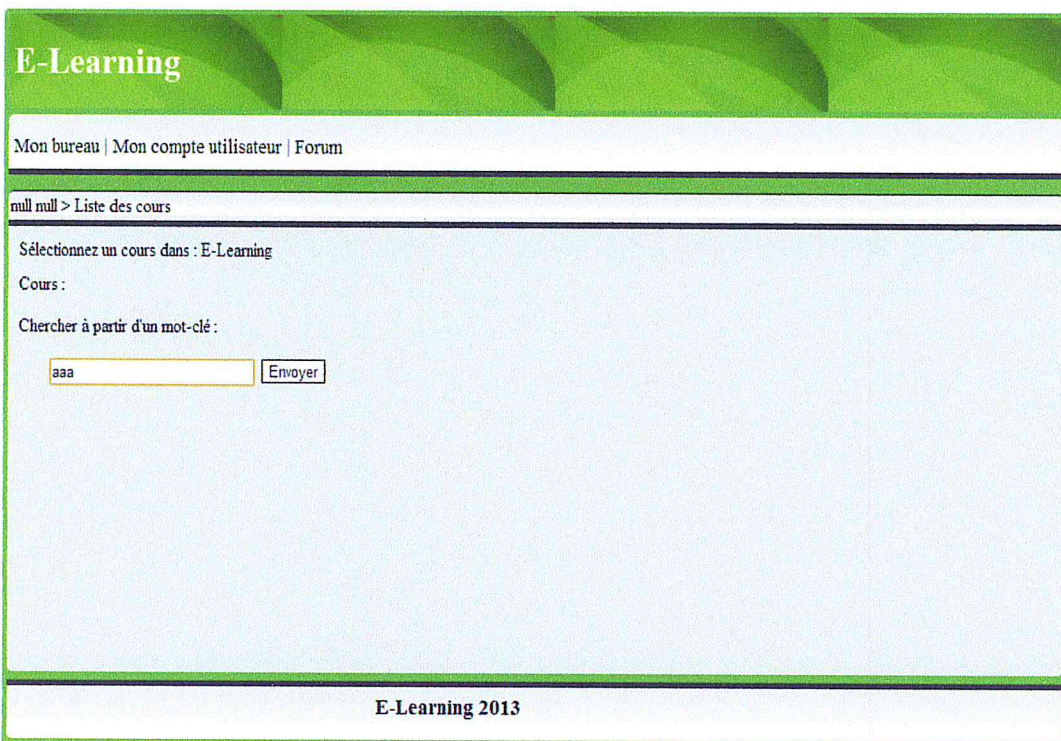 E-Learning
Mon bureau | Mon compte utilisateur | Forum
null null > Liste des cours
Sélectionnez un cours dans : E-Learning
Cours :
Chercher à partir d'un mot-clé :
aaa Envoyer
E-Learning 2013